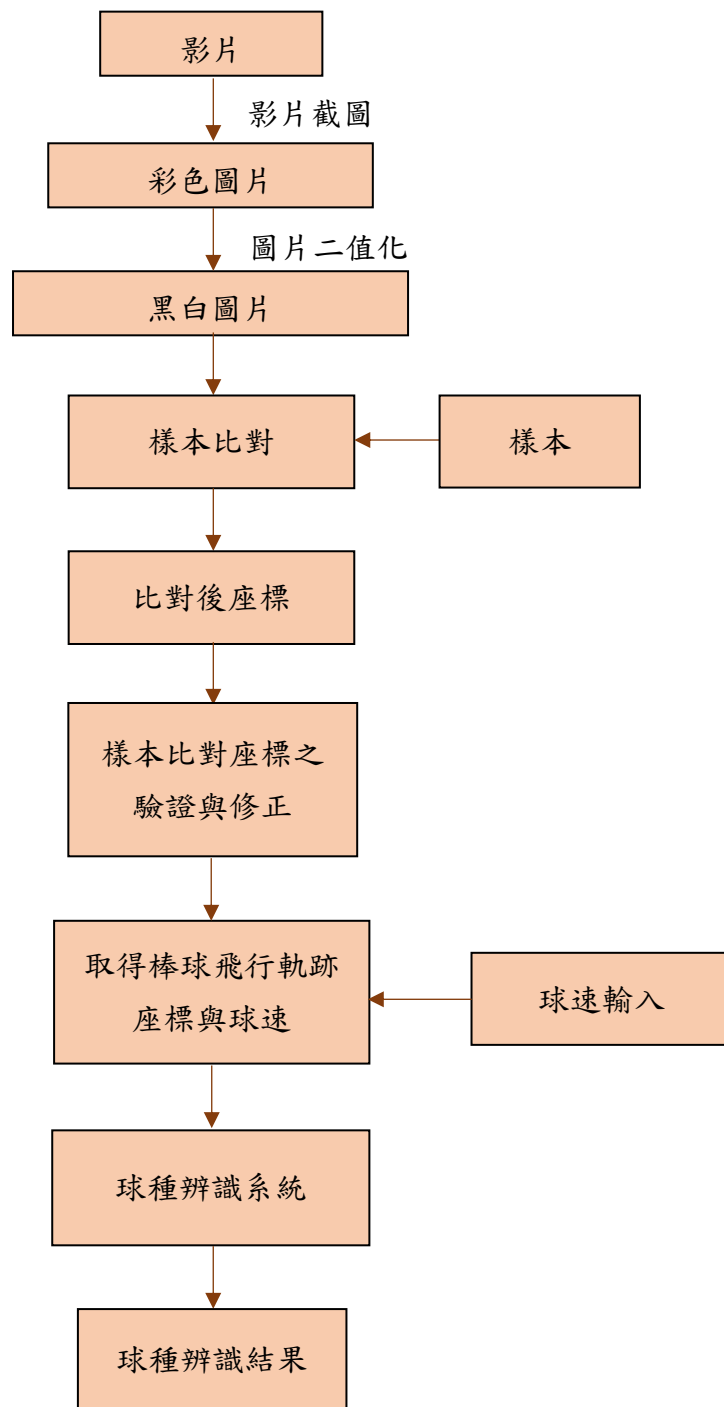 影片
影片截圖
彩色圖片
圖片二值化
黑白圖片
樣本比對
樣本
比對後座標
樣本比對座標之
驗證與修正
取得棒球飛行軌跡
座標與球速
球速輸入
球種辨識系統
球種辨識結果